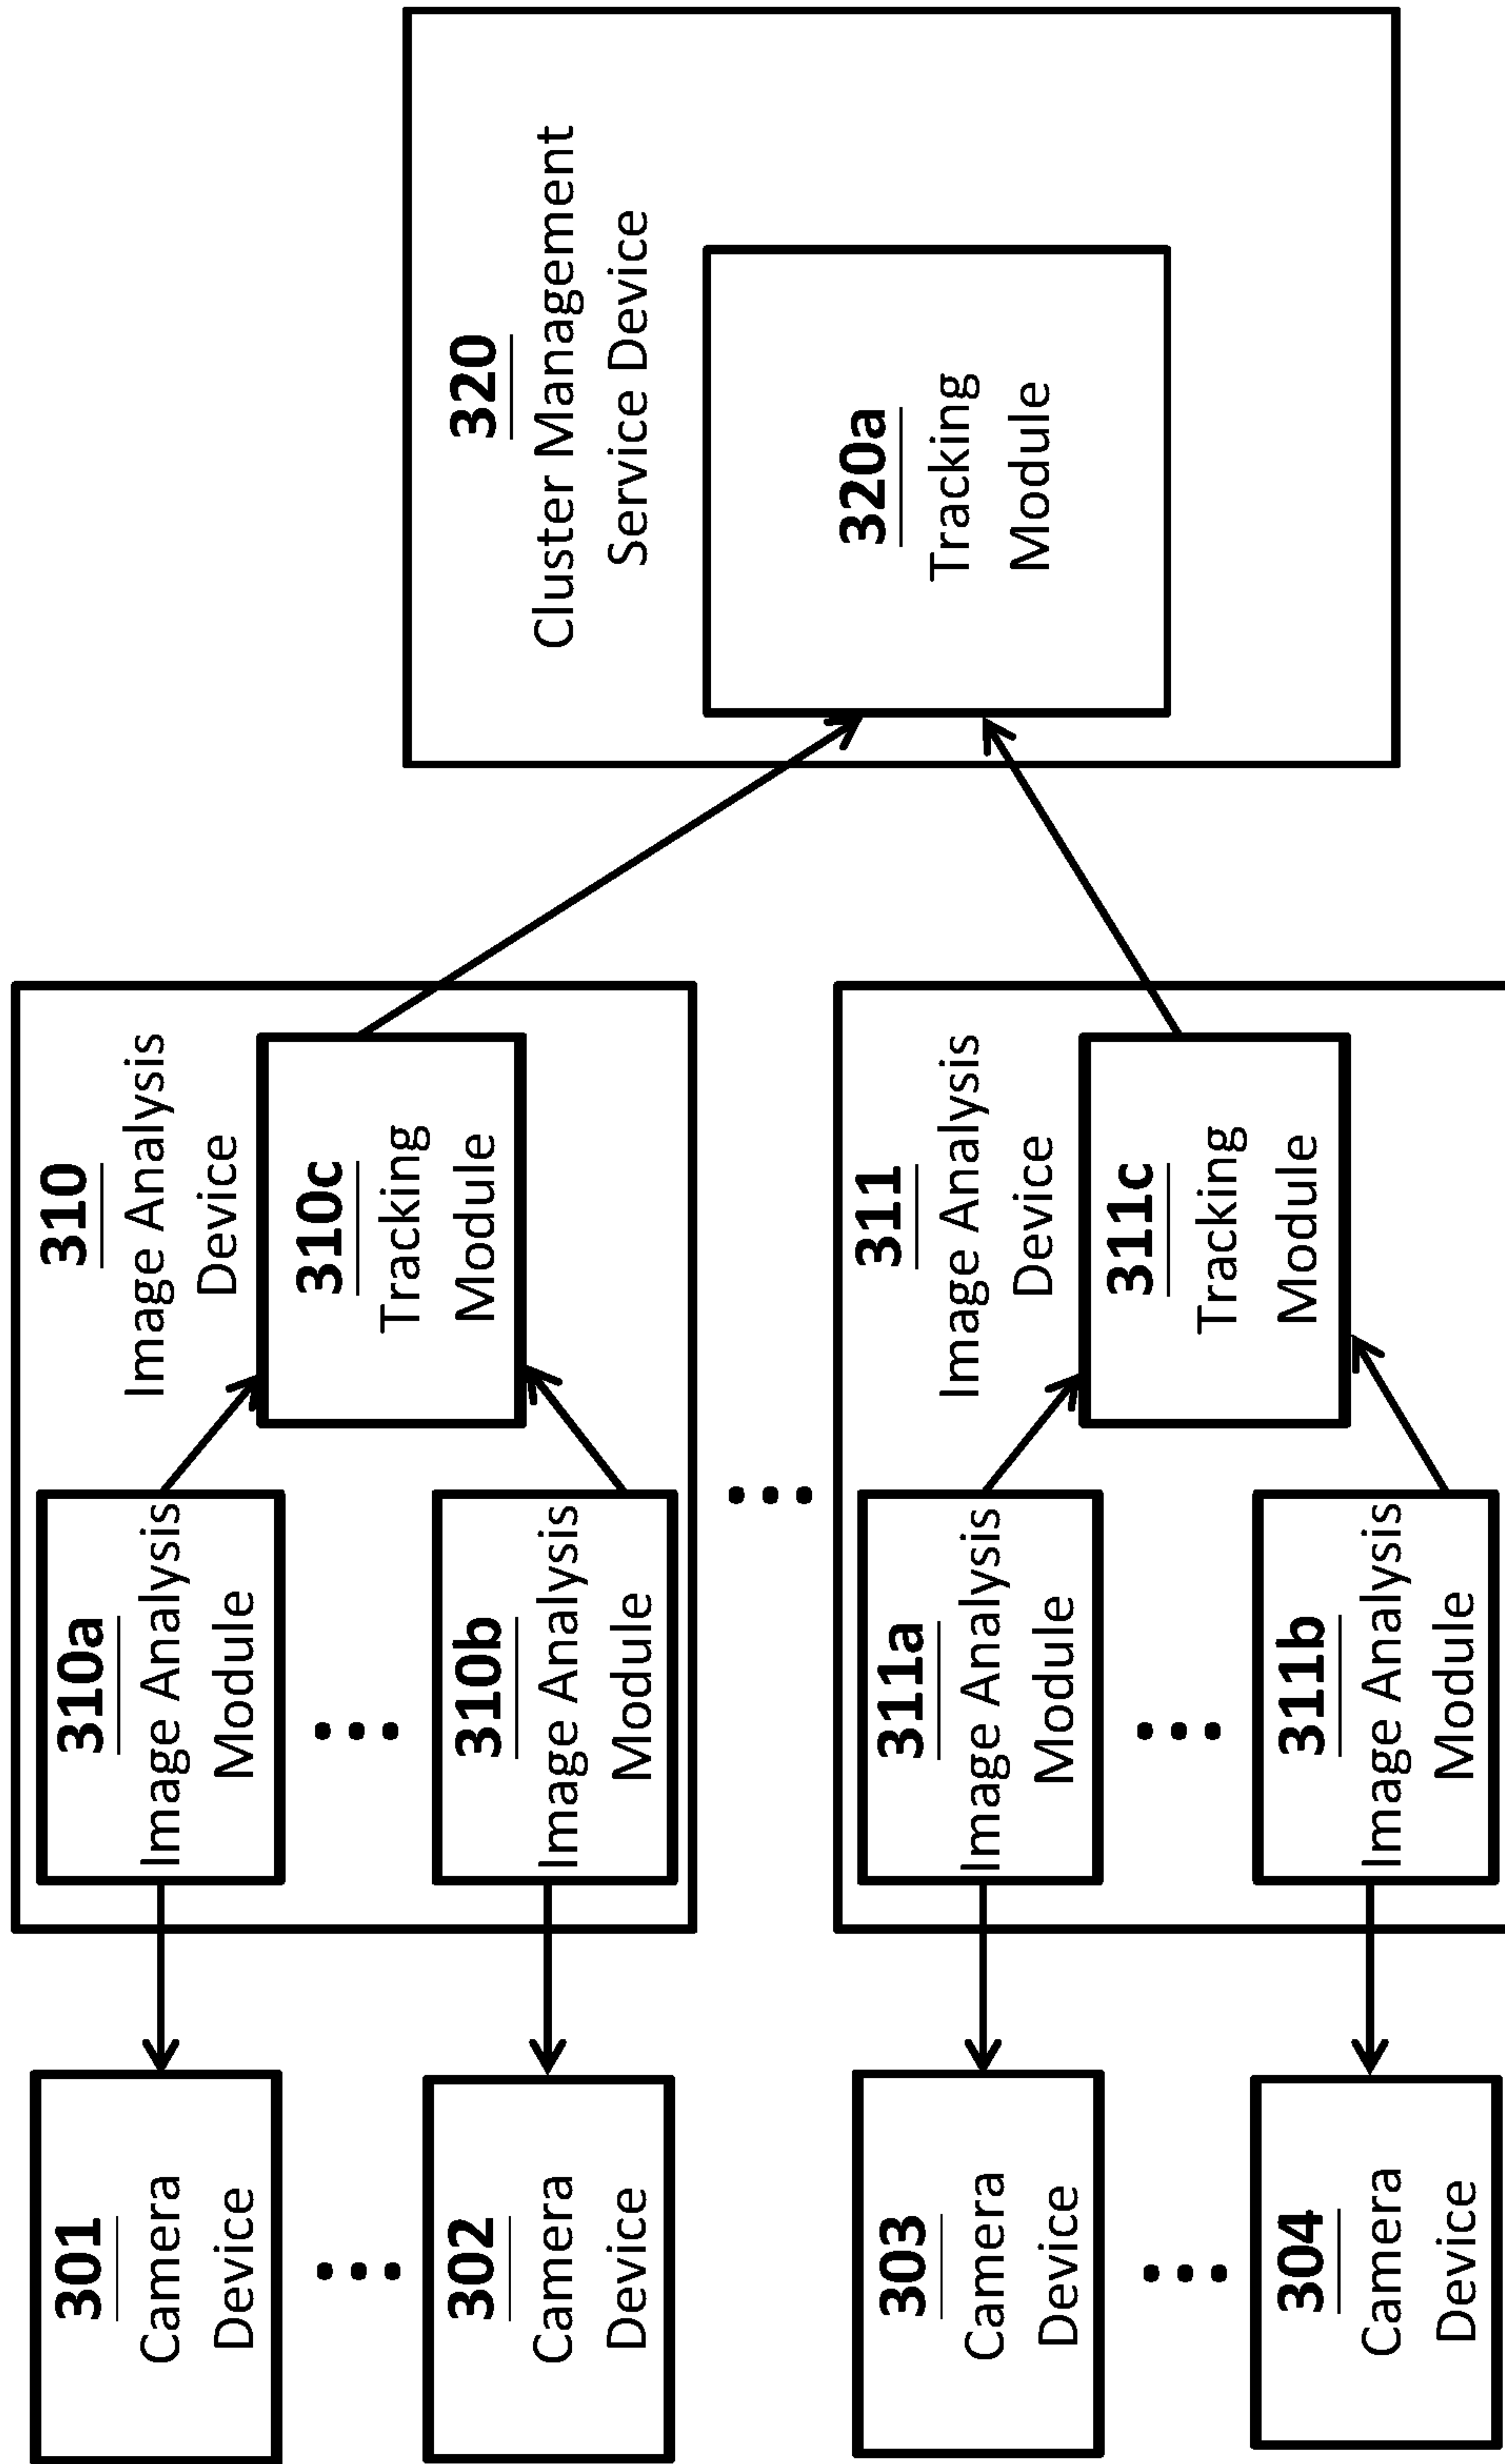 301
Camera
Device
...
302
Camera
Device
303
Camera
Device
...
304
Camera
Device
310
Image Analysis
Device
310a
Image Analysis
Module
...
310b
Image Analysis
Module
310c
Tracking
Module
...
311
Image Analysis
Device
311a
Image Analysis
Module
...
311b
Image Analysis
Module
311c
Tracking
Module
320
Cluster Management
Service Device
320a
Tracking
Module